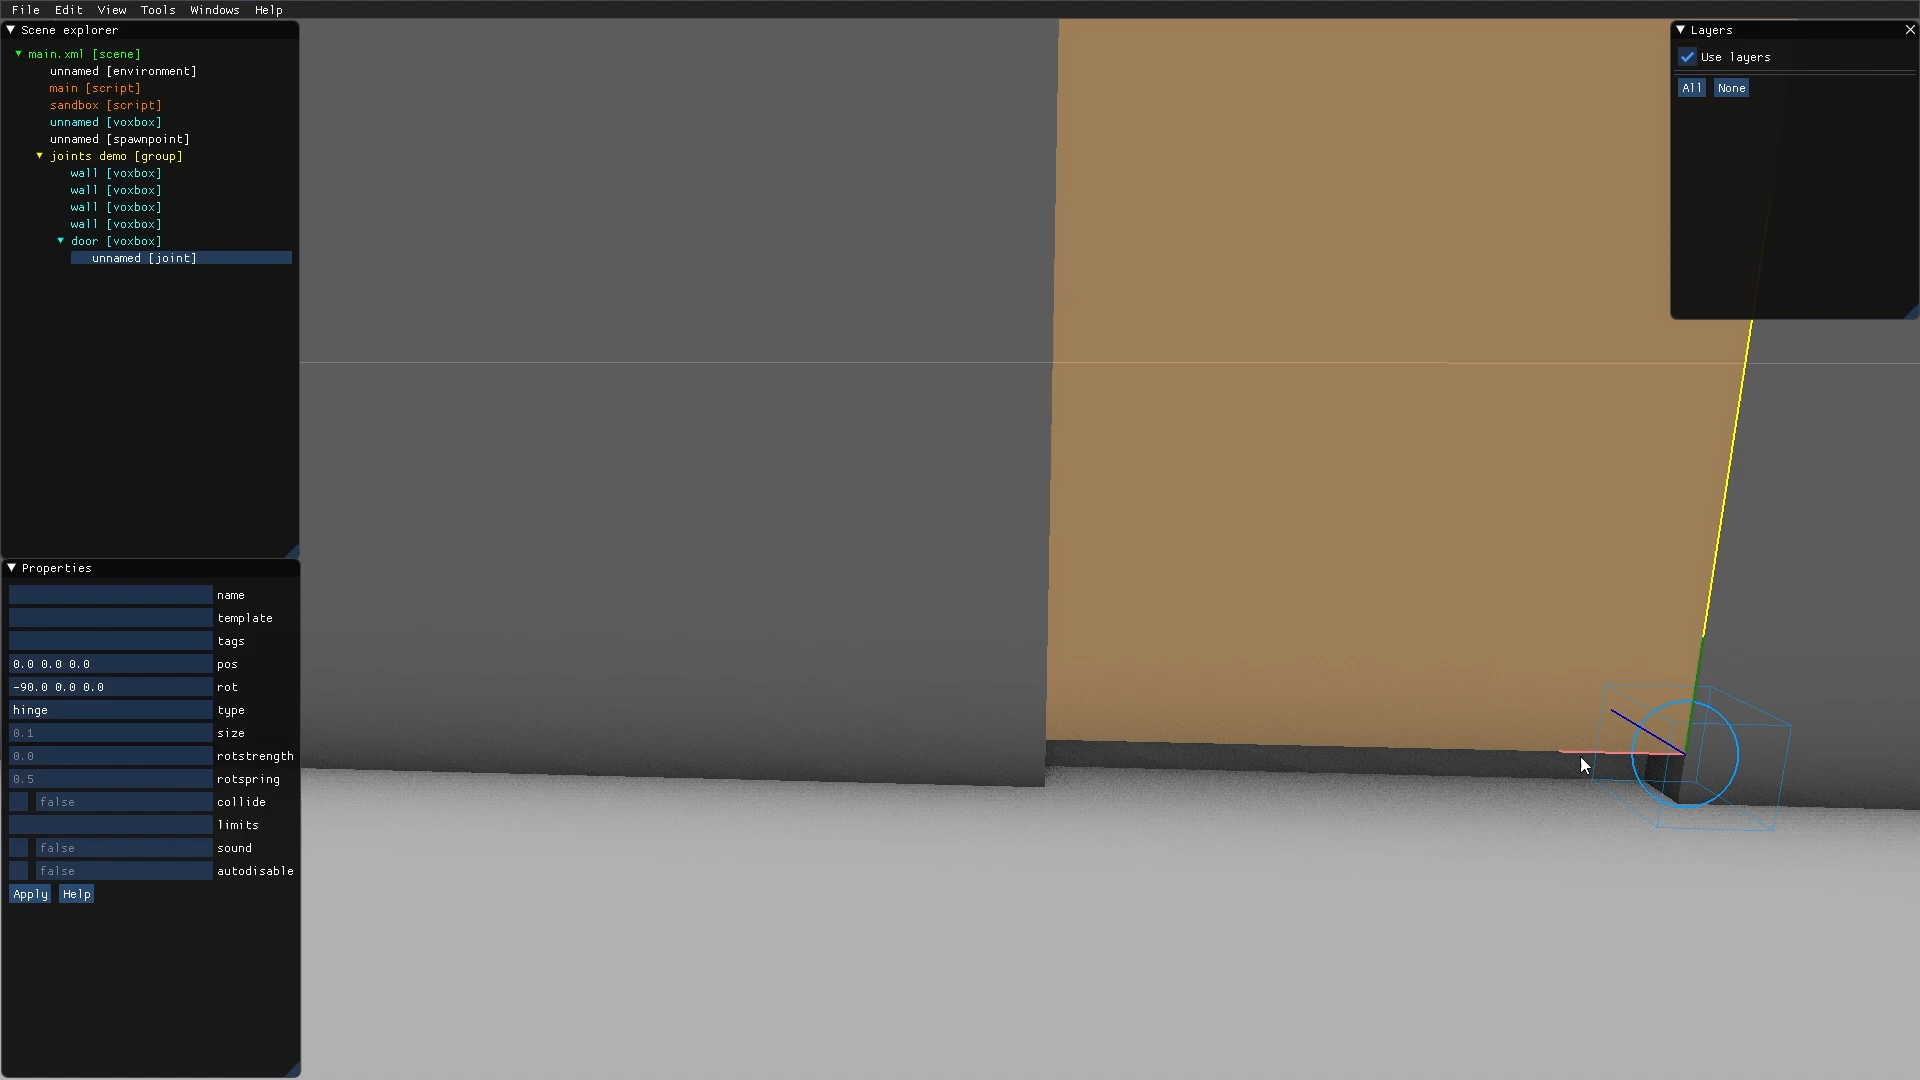 File Edit View Tools Windows Help
Scene explorer
main.xml [scene]
unnamed [environment]
main [script]
sandbox [script]
unnamed [voxbox]
unnamed [spawnpoint]
joints demo [group]
wall [voxbox]
wall [voxbox]
wall [voxbox]
wall [voxbox]
door [voxbox]
unnamed [joint]
Properties
name
template
tags
0.0 0.0 0.0 pos
-90.0 0.0 0.0 rot
hinge type
0.1 size
0.0 rotstrength
0.5 rotspring
false collide
limits
false sound
false autodisable
Apply Help
Layers
Use layers
All None